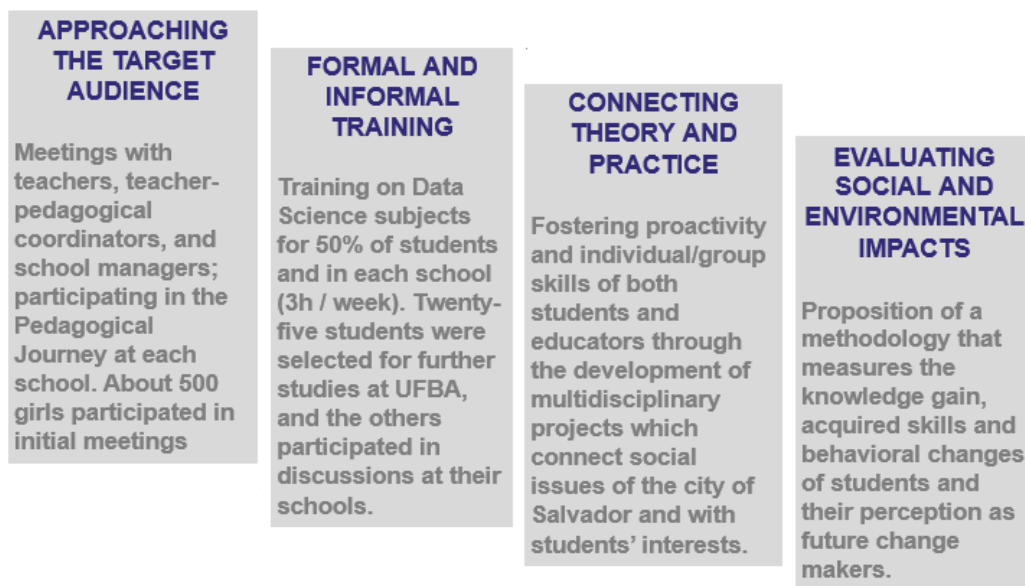 APPROACHING
THE TARGET
AUDIENCE
Meetings with
teachers, teacher-
pedagogical
coordinators, and
school managers;
participating in the
Pedagogical
Journey at each
school. About 500
girls participated in
initial meetings
FORMAL AND
INFORMAL
TRAINING
Training on Data
Science subjects
for 50% of students
and in each school
(3h / week). Twenty-
five students were
selected for further
studies at UFBA,
and the others
participated in
discussions at their
schools.
CONNECTING
THEORY AND
PRACTICE
Fostering proactivity
and individual/group
skills of both
students and
educators through
the development of
multidisciplinary
projects which
connect social
issues of the city of
Salvador and with
students’ interests.
EVALUATING
SOCIAL AND
ENVIRONMENTAL
IMPACTS
Proposition of a
methodology that
measures the
knowledge gain,
acquired skills and
behavioral changes
of students and
their perception as
future change
makers.